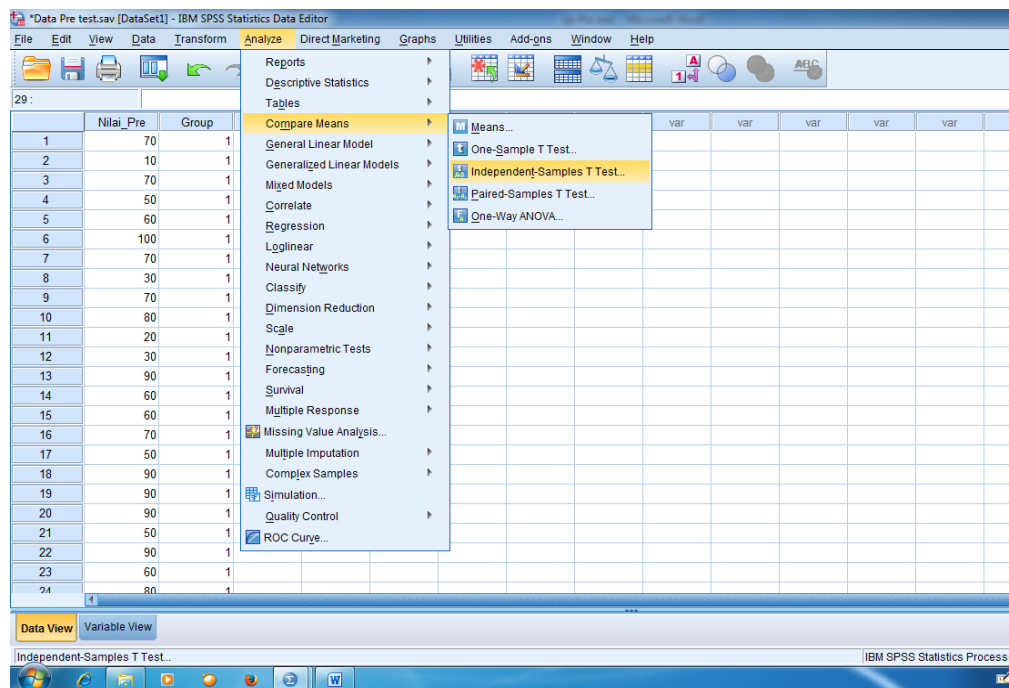 *Data Pre test.sav [DataSet1] - IBM SPSS Statistics Data Editor
File Edit View Data Transform Analyze Direct Marketing Graphs Utilities Add-ons Window Help
29 :
Nilai_Pre Group var var var var var
1 70 1
2 10 1
3 70 1
4 50 1
5 60 1
6 100 1
7 70 1
8 30 1
9 70 1
10 80 1
11 20 1
12 30 1
13 90 1
14 60 1
15 60 1
16 70 1
17 50 1
18 90 1
19 90 1
20 90 1
21 50 1
22 90 1
23 60 1
24 80 1
Reports
Descriptive Statistics
Tables
Compare Means
General Linear Model
Generalized Linear Models
Mixed Models
Correlate
Regression
Loglinear
Neural Networks
Classify
Dimension Reduction
Scale
Nonparametric Tests
Forecasting
Survival
Multiple Response
Missing Value Analysis...
Multiple Imputation
Complex Samples
Simulation...
Quality Control
ROC Curve...
Means...
One-Sample T Test...
Independent-Samples T Test...
Paired-Samples T Test...
One-Way ANOVA...
Data View Variable View
Independent-Samples T Test...
IBM SPSS Statistics Process